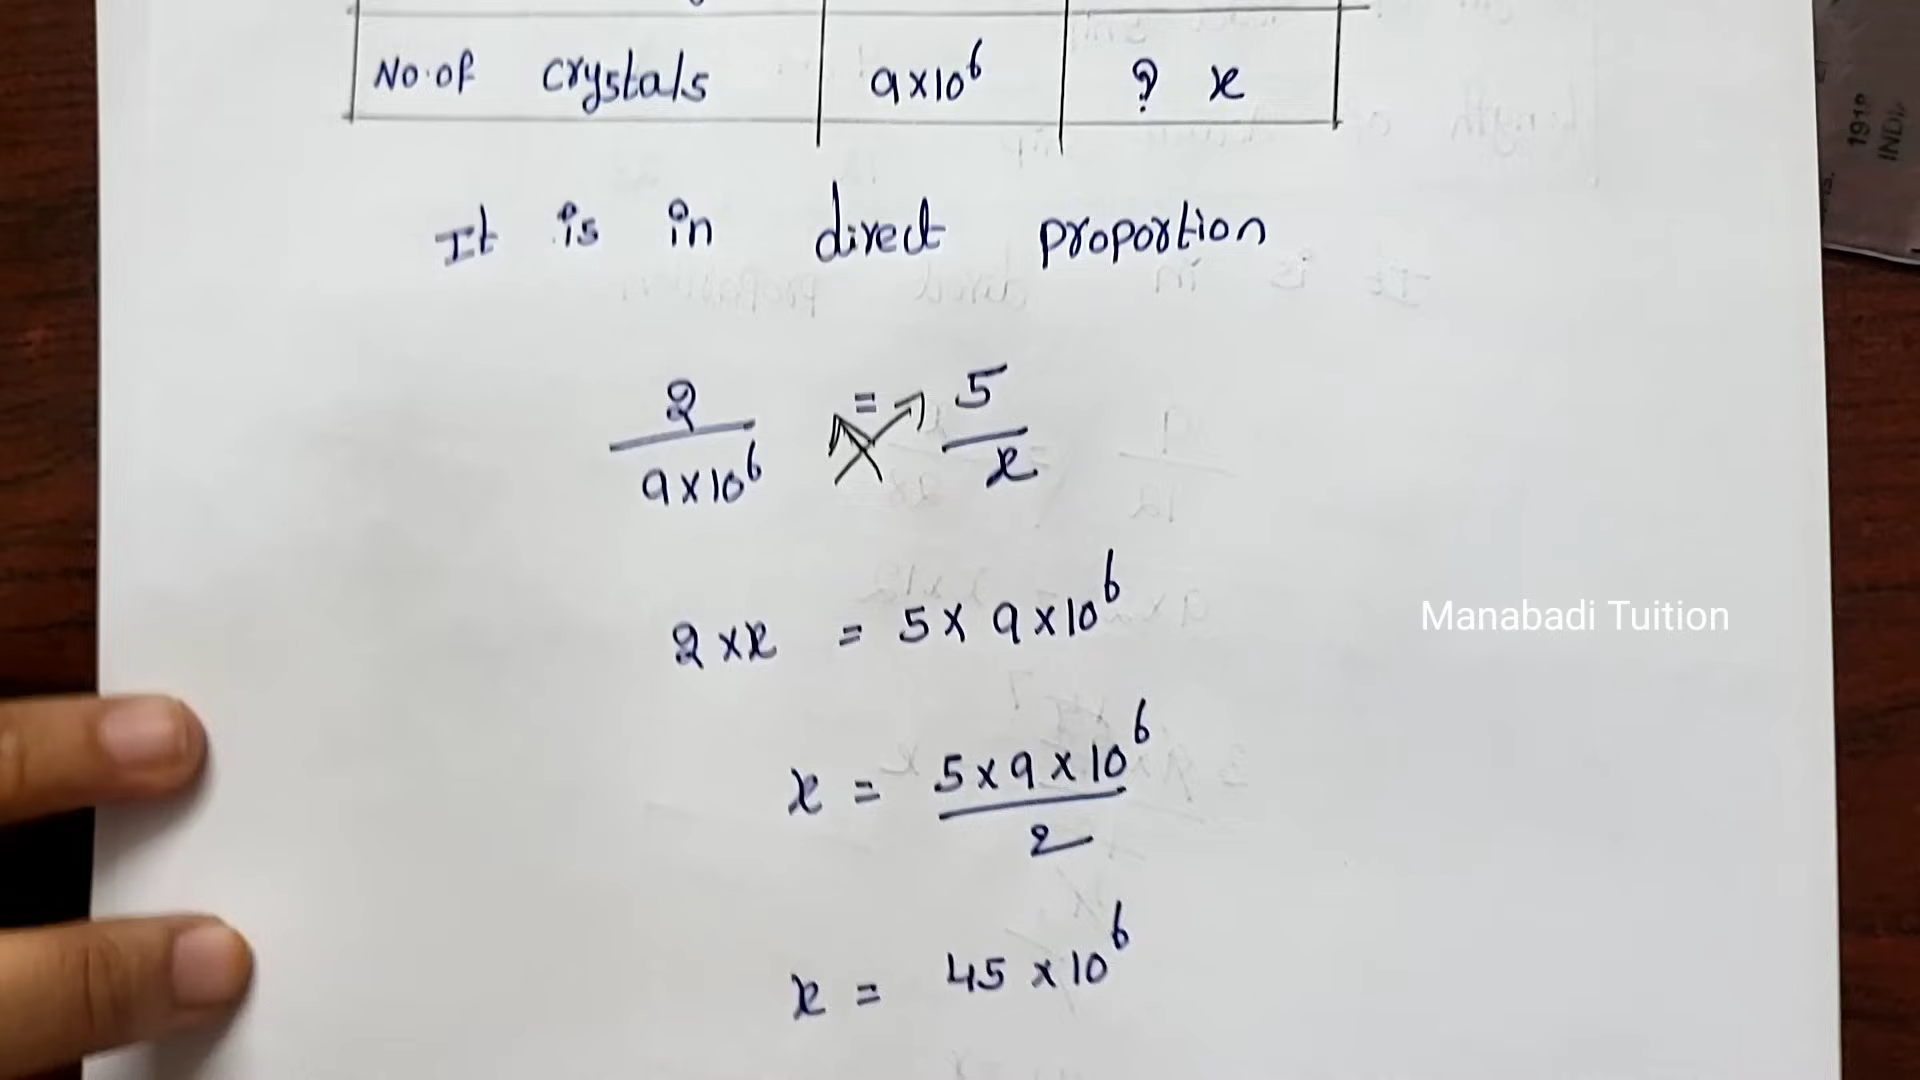 No.of crystals 9×10⁶ ? x
It is in direct proportion
2/9×10⁶ = 5/x
2×x = 5×9×10⁶
x = 5×9×10⁶/2
x = 45×10⁶
Manabadi Tuition
1918